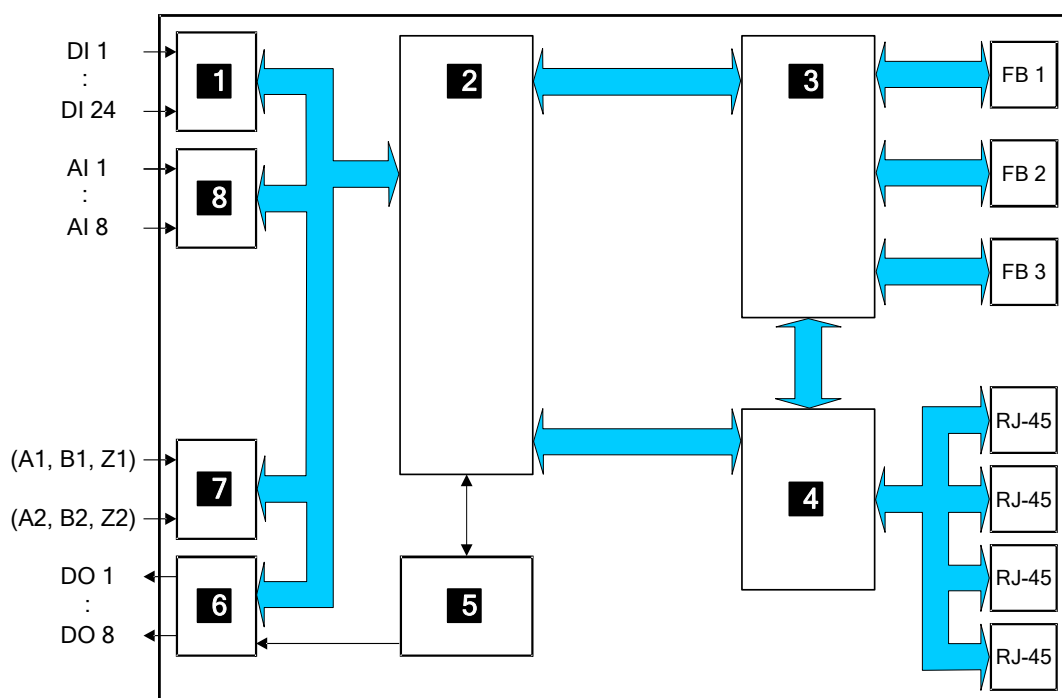 DI 1
:
DI 24
AI 1
:
AI 8
(A1, B1, Z1)
(A2, B2, Z2)
DO 1
:
DO 8
1
8
7
6
2
5
3
4
FB 1
FB 2
FB 3
RJ-45
RJ-45
RJ-45
RJ-45